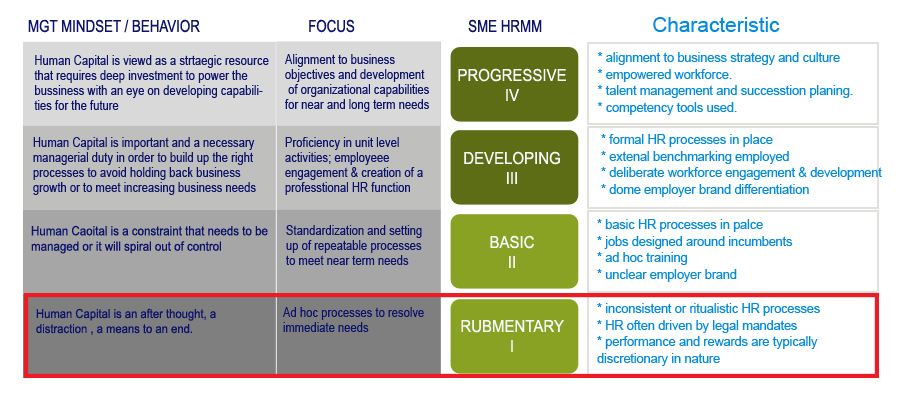 MGT MINDSET / BEHAVIOR
FOCUS
SME HRMM
Characteristic
Human Capital is viewd as a strtaegic resource
that requires deep investment to power the
bussiness with an eye on developing capabili-
ties for the future
Alignment to business
objectives and development
of organizational capabilities
for near and long term needs
PROGRESSIVE
IV
* alignment to business strategy and culture
* empowered workforce.
* talent management and successtion planing.
* competency tools used.
Human Capital is important and a necessary
managerial duty in order to build up the right
processes to avoid holding back business
growth or to meet increasing business needs
Proficiency in unit level
activities; employeee
engagement & creation of a
professtional HR function
DEVELOPING
III
* formal HR processes in place
* extenal benchmarking employed
* deliberate workforce engagement & development
* dome employer brand differentiation
Human Caoital is a constraint that needs to be
managed or it will spiral out of control
Standardization and setting
up of repeatable processes
to meet near term needs
BASIC
II
* basic HR processes in palce
* jobs designed around incumbents
* ad hoc training
* unclear employer brand
Human Capital is an after thought, a
distraction , a means to an end.
Ad hoc processes to resolve
immediate needs
RUBMENTARY
I
* inconsistent or ritualistic HR processes
* HR often driven by legal mandates
* performance and rewards are typically
discretionary in nature